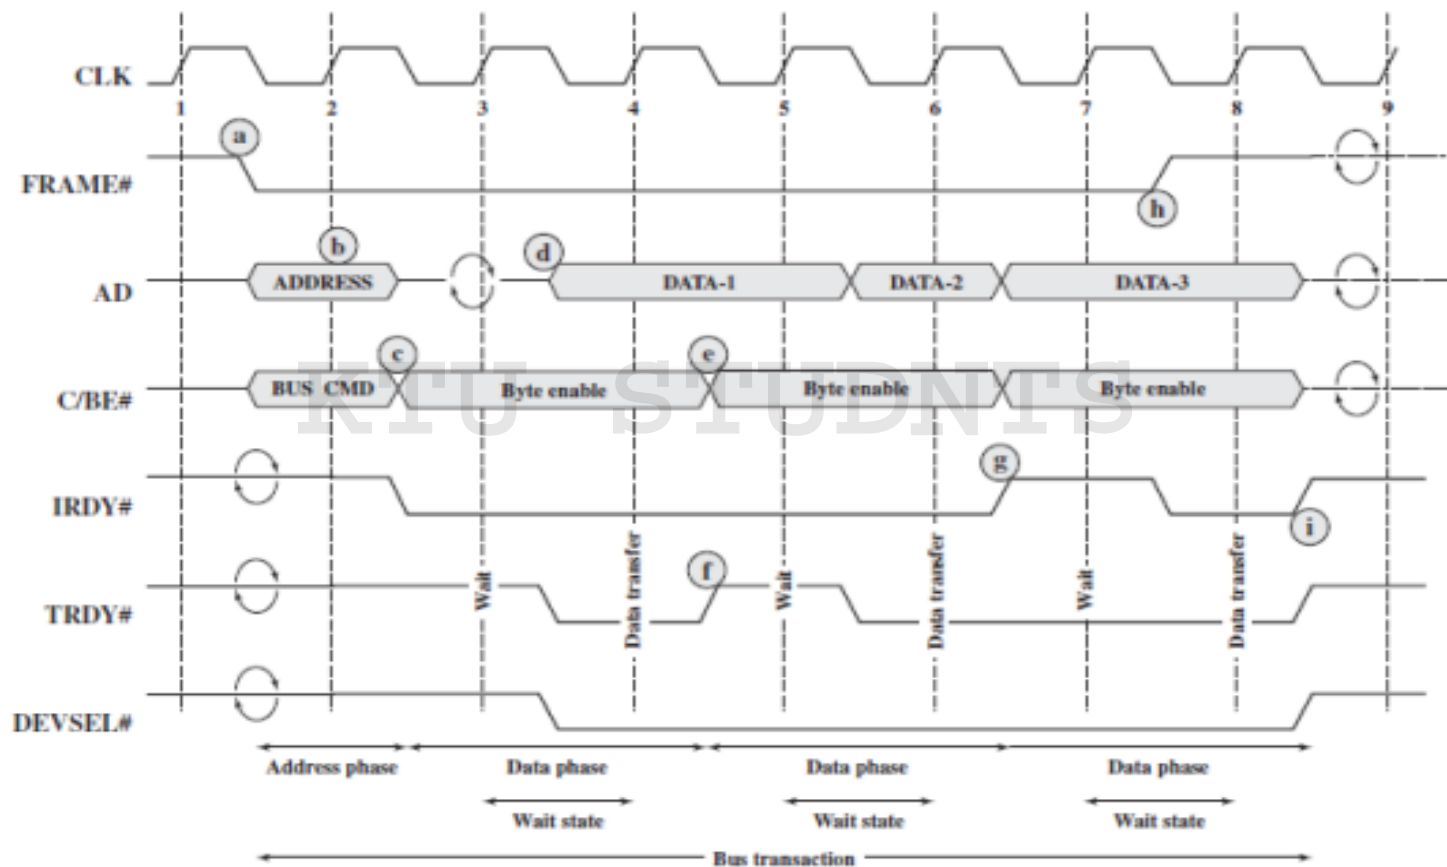 CLK
1 2 3 4 5 6 7 8 9
a
FRAME#
h
b
d
AD
ADDRESS DATA-1 DATA-2 DATA-3
c
e
C/BE#
BUS CMD Byte enable Byte enable Byte enable
KTU STUDNTS
g
IRDY#
i
f
TRDY#
Wait
Data transfer
Wait
Data transfer
Wait
Data transfer
DEVSEL#
Address phase Data phase Data phase Data phase
Wait state Wait state Wait state
Bus transaction